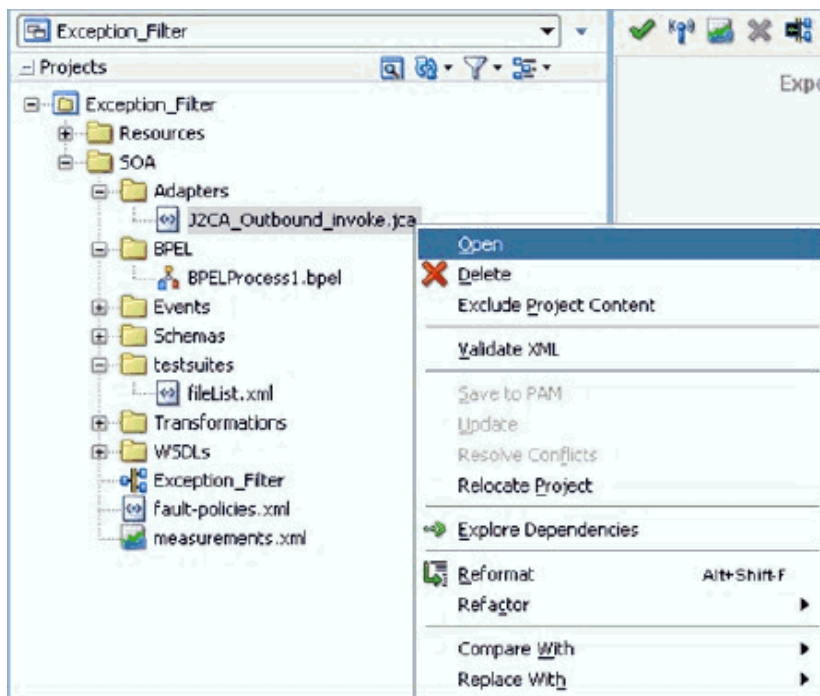 Exception_Filter
Projects
Exception_Filter
Resources
SOA
Adapters
J2CA_Outbound_invoke.jca
BPEL
BPELProcess1.bpel
Events
Schemas
testsuites
fileList.xml
Transformations
WSDLs
Exception_Filter
fault-policies.xml
measurements.xml
Open
Delete
Exclude Project Content
Validate XML
Save to PAM
Update
Resolve Conflicts
Relocate Project
Explore Dependencies
Reformat Alt+Shift-F
Refactor
Compare With
Replace With